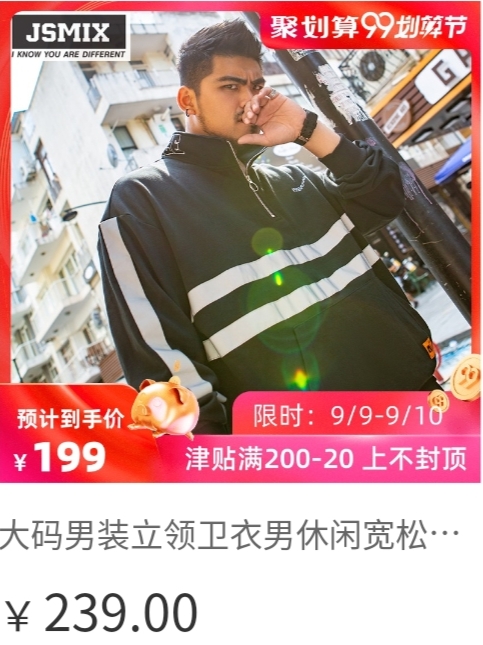 JSMIX
I KNOW YOU ARE DIFFERENT
聚划算99划算节
GA
预计到手价
¥199
限时：9/9-9/10
津贴满200-20 上不封顶
大码男装立领卫衣男休闲宽松…
¥239.00